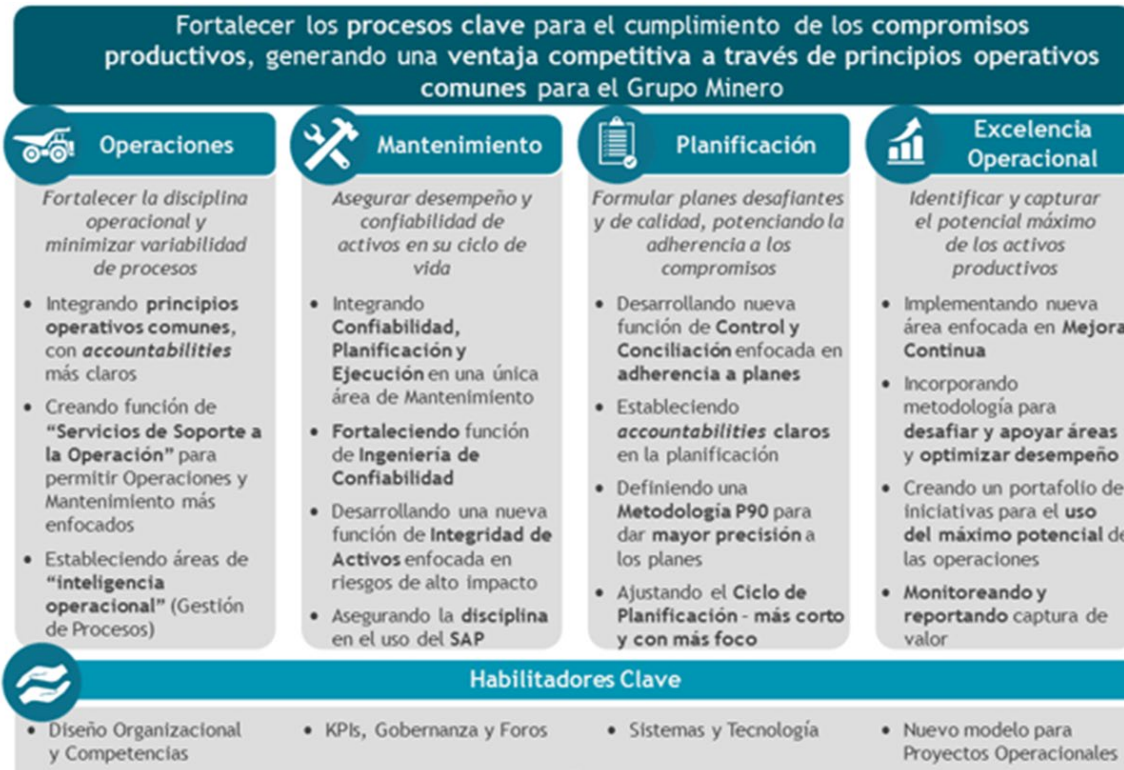 Fortalecer los procesos clave para el cumplimiento de los compromisos
productivos, generando una ventaja competitiva a través de principios operativos
comunes para el Grupo Minero
Operaciones
Fortalecer la disciplina
operacional y
minimizar variabilidad
de procesos
• Integrando principios
operativos comunes,
con accountabilities
más claros
• Creando función de
“Servicios de Soporte a
la Operación” para
permitir Operaciones y
Mantenimiento más
enfocados
• Estableciendo áreas de
“inteligencia
operacional” (Gestión
de Procesos)
Mantenimiento
Asegurar desempeño y
confiabilidad de
activos en su ciclo de
vida
• Integrando
Confiabilidad,
Planificación y
Ejecución en una única
área de Mantenimiento
• Fortaleciendo función
de Ingeniería de
Confiabilidad
• Desarrollando una nueva
función de Integridad de
Activos enfocada en
riesgos de alto impacto
• Asegurando la disciplina
en el uso del SAP
Planificación
Formular planes desafiantes
y de calidad, potenciando la
adherencia a los
compromisos
• Desarrollando nueva
función de Control y
Conciliación enfocada en
adherencia a planes
• Estableciendo
accountabilities claros
en la planificación
• Definiendo una
Metodología P90 para
dar mayor precisión a
los planes
• Ajustando el Ciclo de
Planificación - más corto
y con más foco
Excelencia
Operacional
Identificar y capturar
el potencial máximo
de los activos
productivos
• Implementando nueva
área enfocada en Mejora
Continua
• Incorporando
metodología para
desafiar y apoyar áreas
y optimizar desempeño
• Creando un portafolio de
iniciativas para el uso
del máximo potencial de
las operaciones
• Monitoreando y
reportando captura de
valor
Habilitadores Clave
• Diseño Organizacional
y Competencias
• KPIs, Gobernanza y Foros
• Sistemas y Tecnología
• Nuevo modelo para
Proyectos Operacionales